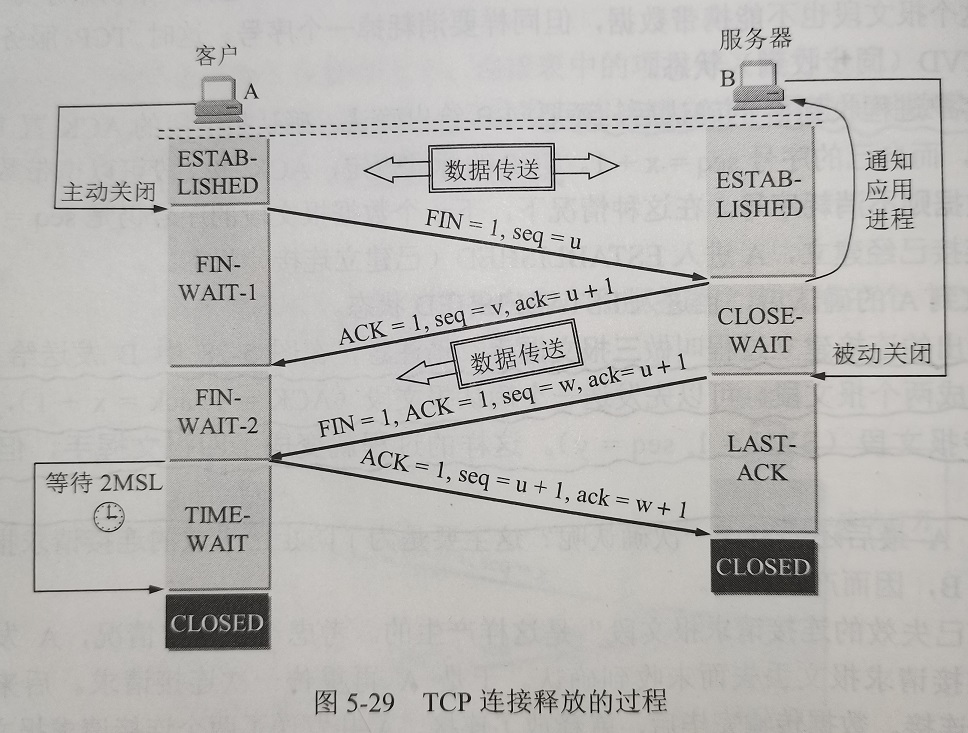 客户
服务器
A
B
ESTAB-
LISHED
数据传送
ESTAB-
LISHED
通知
应用
进程
主动关闭
FIN = 1, seq = u
FIN-
WAIT-1
ACK = 1, seq = v, ack= u + 1
CLOSE-
WAIT
数据传送
被动关闭
FIN = 1, ACK = 1, seq = w, ack= u + 1
FIN-
WAIT-2
ACK = 1, seq = u + 1, ack = w + 1
LAST-
ACK
等待 2MSL
TIME-
WAIT
CLOSED
CLOSED
图 5-29 TCP 连接释放的过程